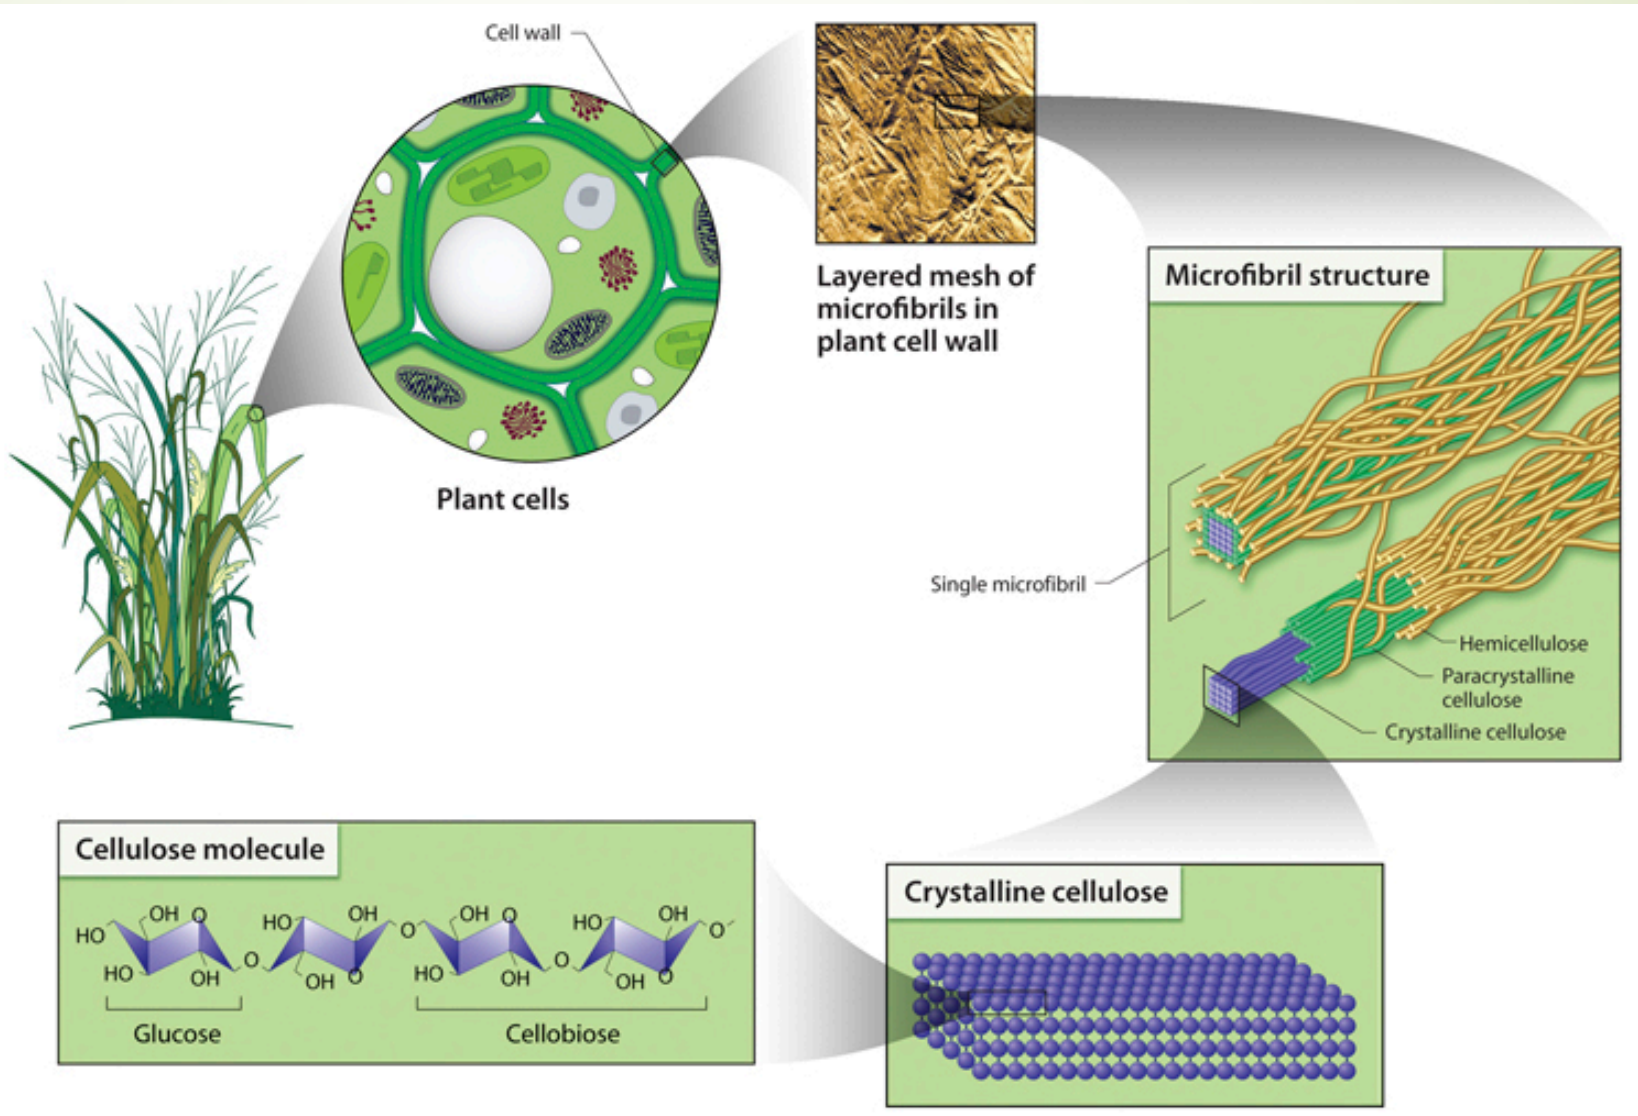 Cell wall
Plant cells
Layered mesh of
microfibrils in
plant cell wall
Microfibril structure
Single microfibril
Hemicellulose
Paracrystalline
cellulose
Crystalline cellulose
Cellulose molecule
HO OH O HO OH O OH O HO OH O
HO OH O OH O HO OH O OH O
Glucose
Cellobiose
Crystalline cellulose